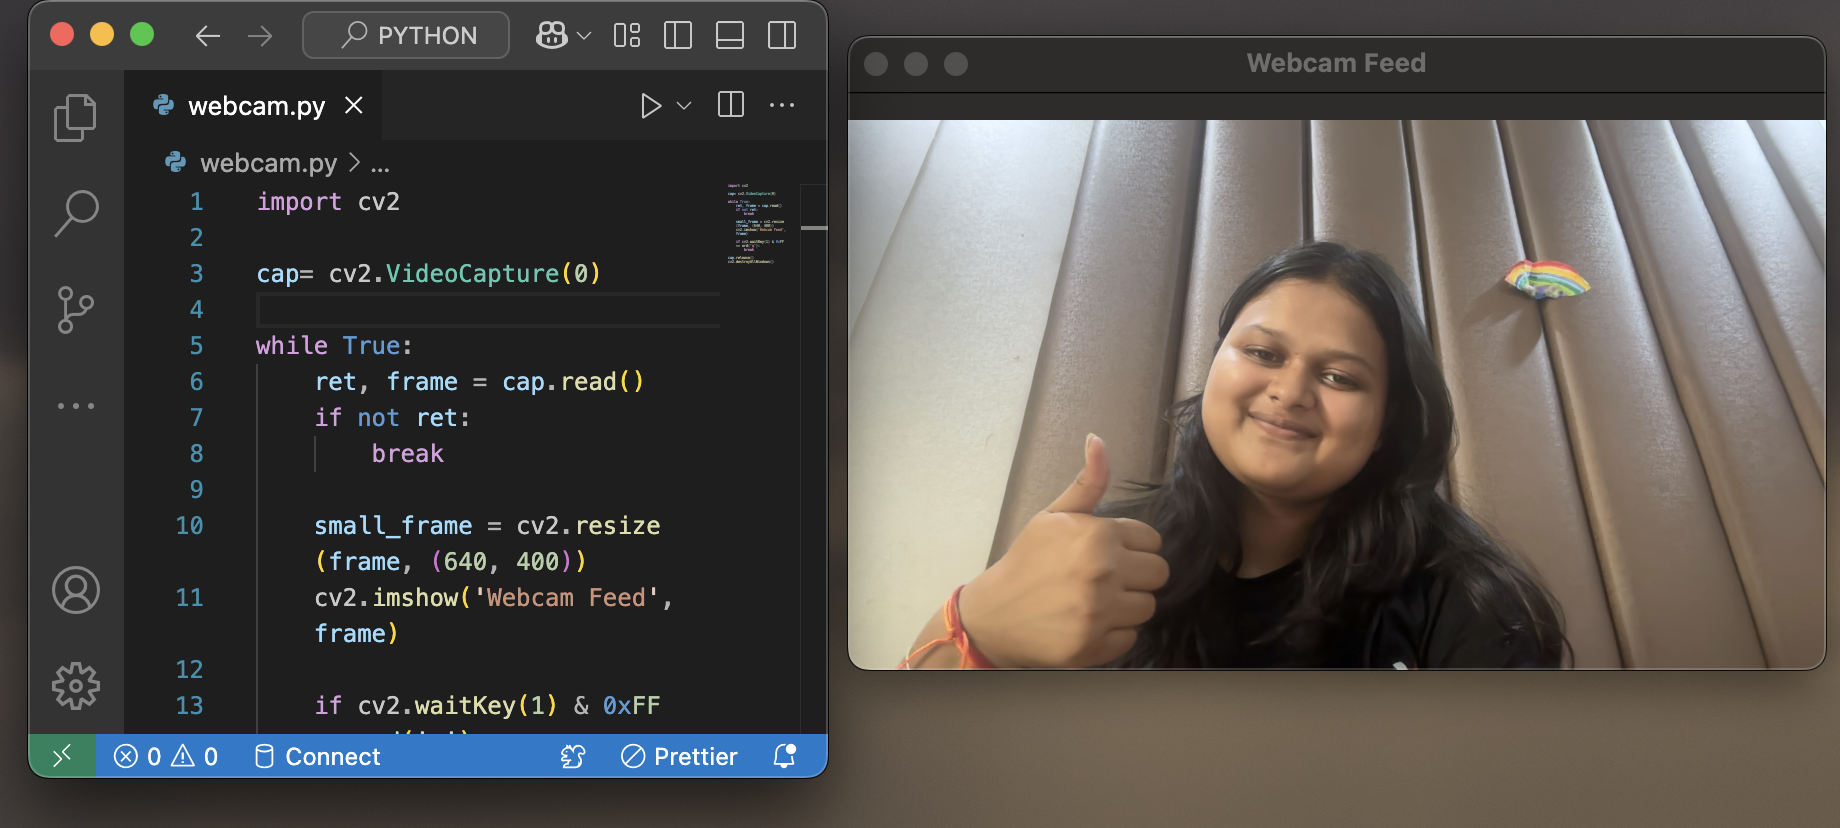 PYTHON
webcam.py
webcam.py > ...
1 import cv2
2
3 cap= cv2.VideoCapture(0)
4
5 while True:
6 ret, frame = cap.read()
7 if not ret:
8 break
9
10 small_frame = cv2.resize
(frame, (640, 400))
11 cv2.imshow('Webcam Feed',
frame)
12
13 if cv2.waitKey(1) & 0xFF
0 0 Connect Prettier
Webcam Feed